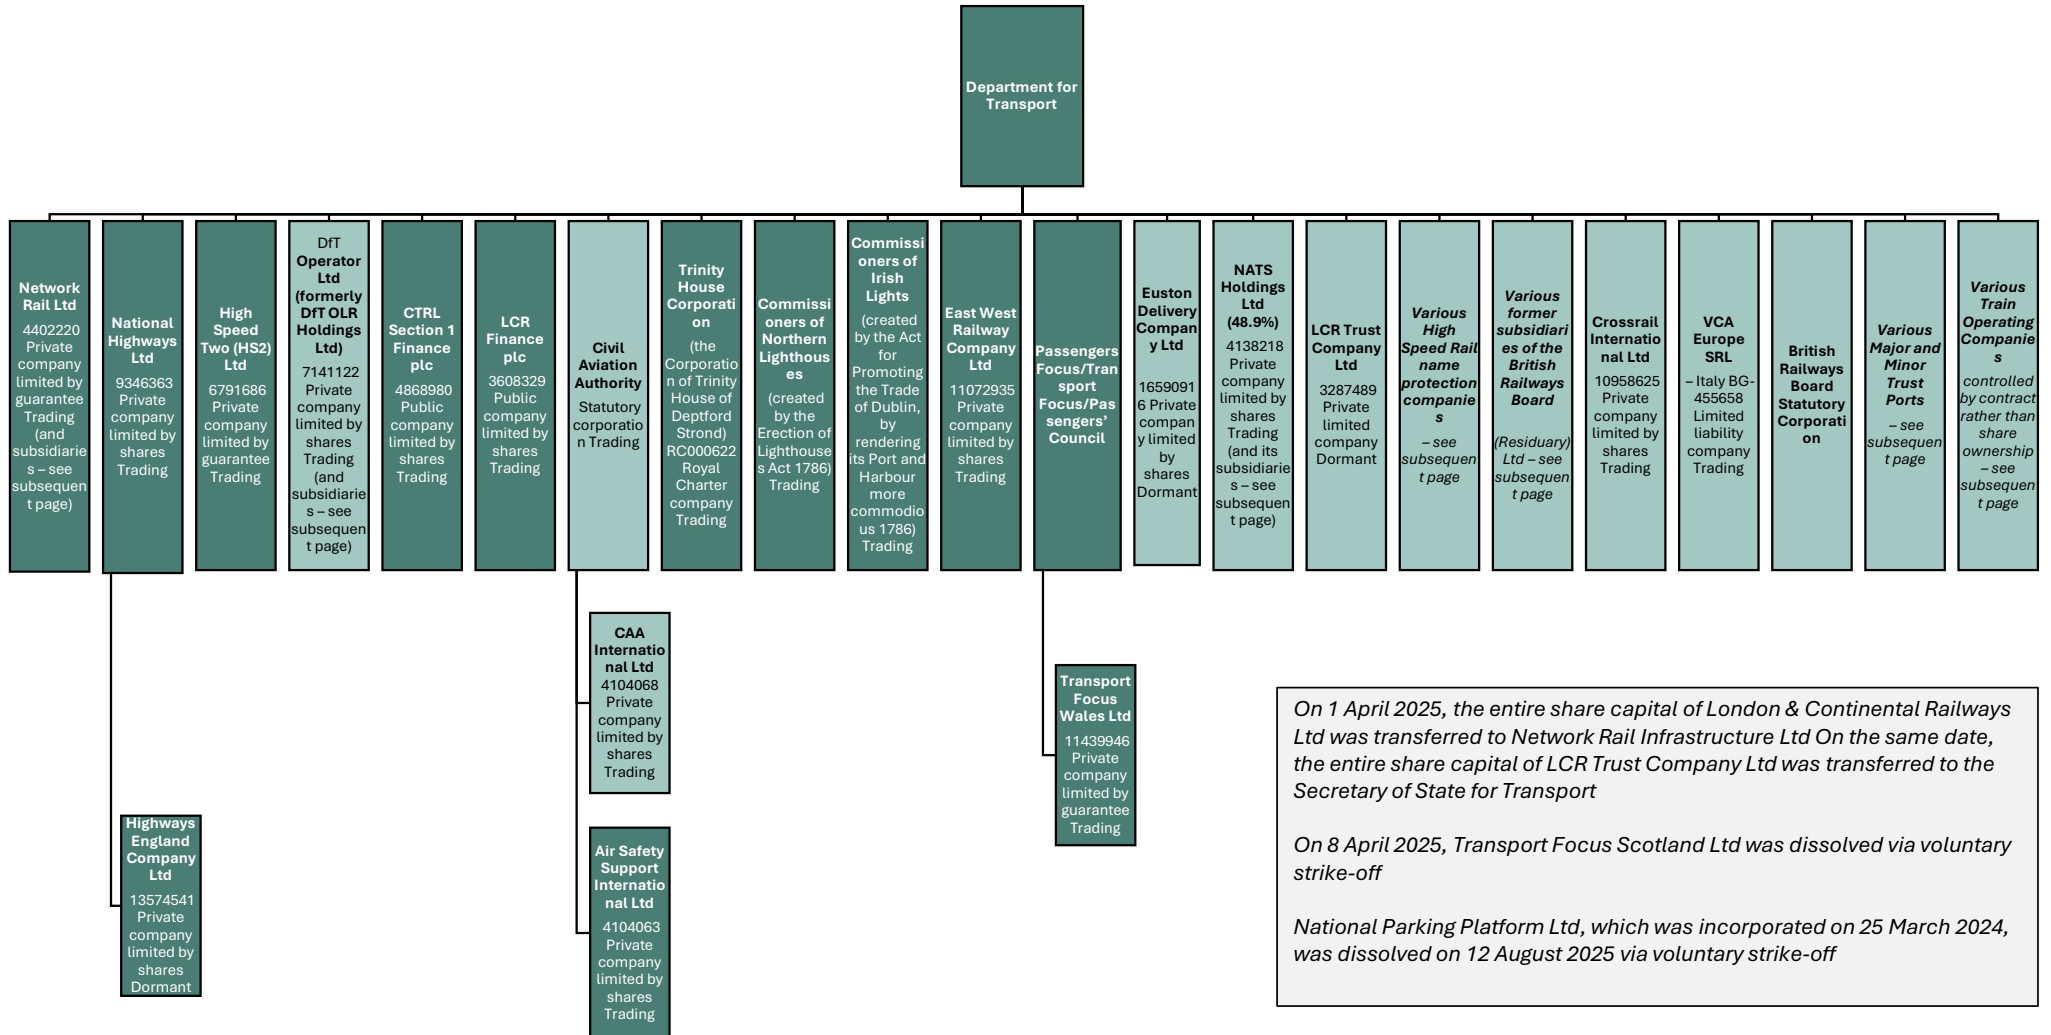 Department for
Transport
Network
Rail Ltd
4402220
Private
company
limited by
guarantee
Trading
(and
subsidiarie
s – see
subsequen
t page)
National
Highways
Ltd
9346363
Private
company
limited by
shares
Trading
High
Speed
Two (HS2)
Ltd
6791686
Private
company
limited by
guarantee
Trading
DfT
Operator
Ltd
(formerly
DfT OLR
Holdings
Ltd)
7141122
Private
company
limited by
shares
Trading
(and
subsidiarie
s – see
subsequen
t page)
CTRL
Section 1
Finance
plc
4868980
Public
company
limited by
shares
Trading
LCR
Finance
plc
3608329
Public
company
limited by
shares
Trading
Civil
Aviation
Authority
Statutory
corporatio
n Trading
Trinity
House
Corporati
on
(the
Corporatio
n of Trinity
House of
Deptford
Strond)
RC000622
Royal
Charter
company
Trading
Commissi
oners of
Northern
Lighthous
es
(created
by the
Erection of
Lighthouse
s Act 1786)
Trading
Commissi
oners of
Irish
Lights
(created
by the Act
for
Promoting
the Trade
of Dublin,
by
rendering
its Port and
Harbour
more
commodio
us 1786)
Trading
East West
Railway
Company
Ltd
11072935
Private
company
limited by
shares
Trading
Passengers
Focus/Tran
sport
Focus/Pas
sengers’
Council
Euston
Delivery
Compan
y Ltd
1659091
6 Private
compan
y limited
by
shares
Dormant
NATS
Holdings
Ltd
(48.9%)
4138218
Private
company
limited by
shares
Trading
(and its
subsidiarie
s – see
subsequen
t page)
LCR Trust
Company
Ltd
3287489
Private
limited
company
Dormant
Various
High
Speed Rail
name
protection
companie
s
– see
subsequen
t page
Various
former
subsidiari
es of the
British
Railways
Board
(Residuary)
Ltd – see
subsequen
t page
Crossrail
Internatio
nal Ltd
10958625
Private
company
limited by
shares
Trading
VCA
Europe
SRL
– Italy BG-
455658
Limited
liability
company
Trading
British
Railways
Board
Statutory
Corporati
on
Various
Major and
Minor
Trust
Ports
– see
subsequen
t page
Various
Train
Operating
Companie
s
controlled
by contract
rather than
share
ownership
– see
subsequen
t page
CAA
Internatio
nal Ltd
4104068
Private
company
limited by
shares
Trading
Transport
Focus
Wales Ltd
11439946
Private
company
limited by
guarantee
Trading
Highways
England
Company
Ltd
13574541
Private
company
limited by
shares
Dormant
Air Safety
Support
Internatio
nal Ltd
4104063
Private
company
limited by
shares
Trading
On 1 April 2025, the entire share capital of London & Continental Railways
Ltd was transferred to Network Rail Infrastructure Ltd On the same date,
the entire share capital of LCR Trust Company Ltd was transferred to the
Secretary of State for Transport
On 8 April 2025, Transport Focus Scotland Ltd was dissolved via voluntary
strike-off
National Parking Platform Ltd, which was incorporated on 25 March 2024,
was dissolved on 12 August 2025 via voluntary strike-off